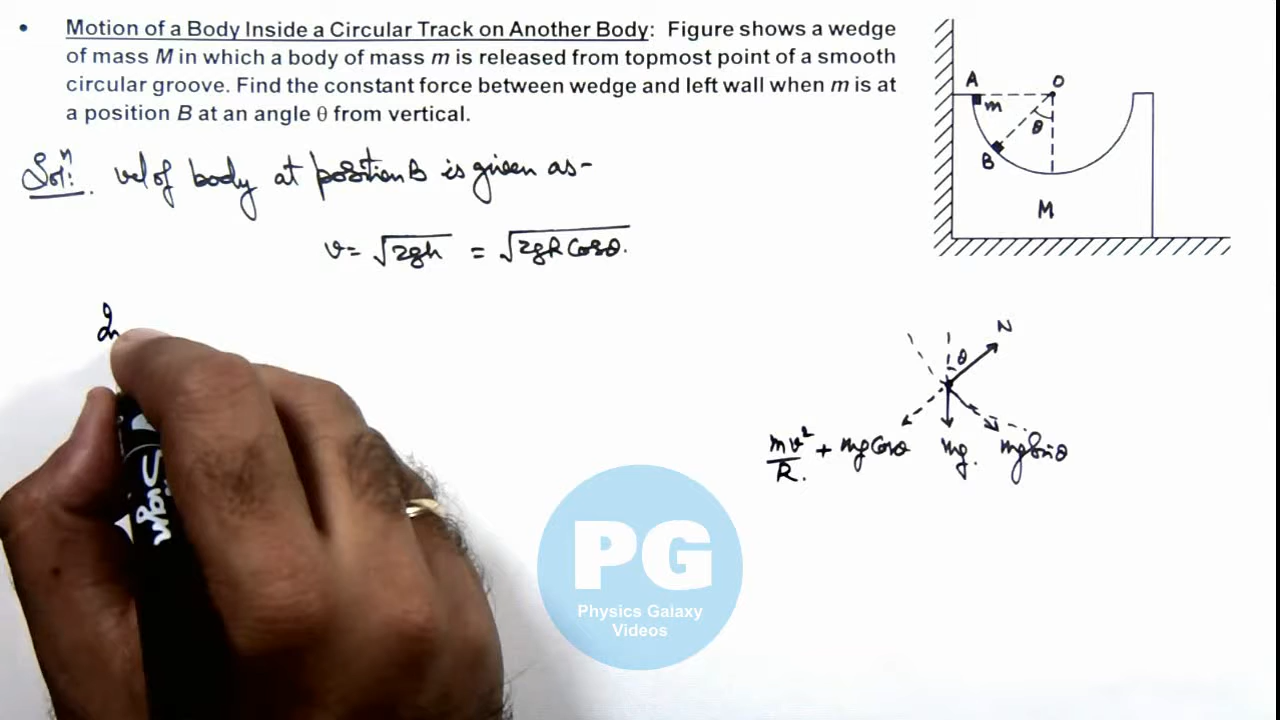 • Motion of a Body Inside a Circular Track on Another Body: Figure shows a wedge
of mass M in which a body of mass m is released from topmost point of a smooth
circular groove. Find the constant force between wedge and left wall when m is at
a position B at an angle θ from vertical.
A O
m
θ
B
M
Solⁿ: vel of body at position B is given as-
v = √2gh = √2gR cosθ.
In
N
θ
mv²/R. + mg cosθ mg. mg sinθ
Sign
PG
Physics Galaxy
Videos